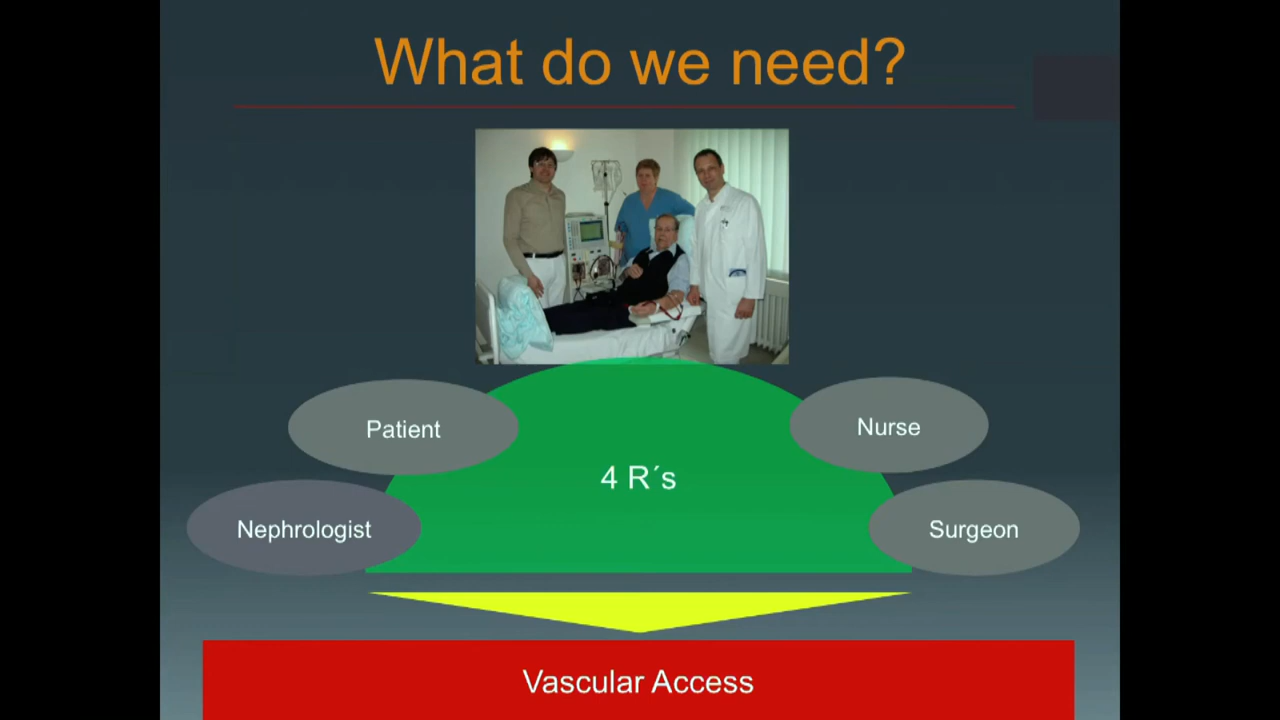 What do we need?
Patient
Nurse
4 R´s
Nephrologist
Surgeon
Vascular Access